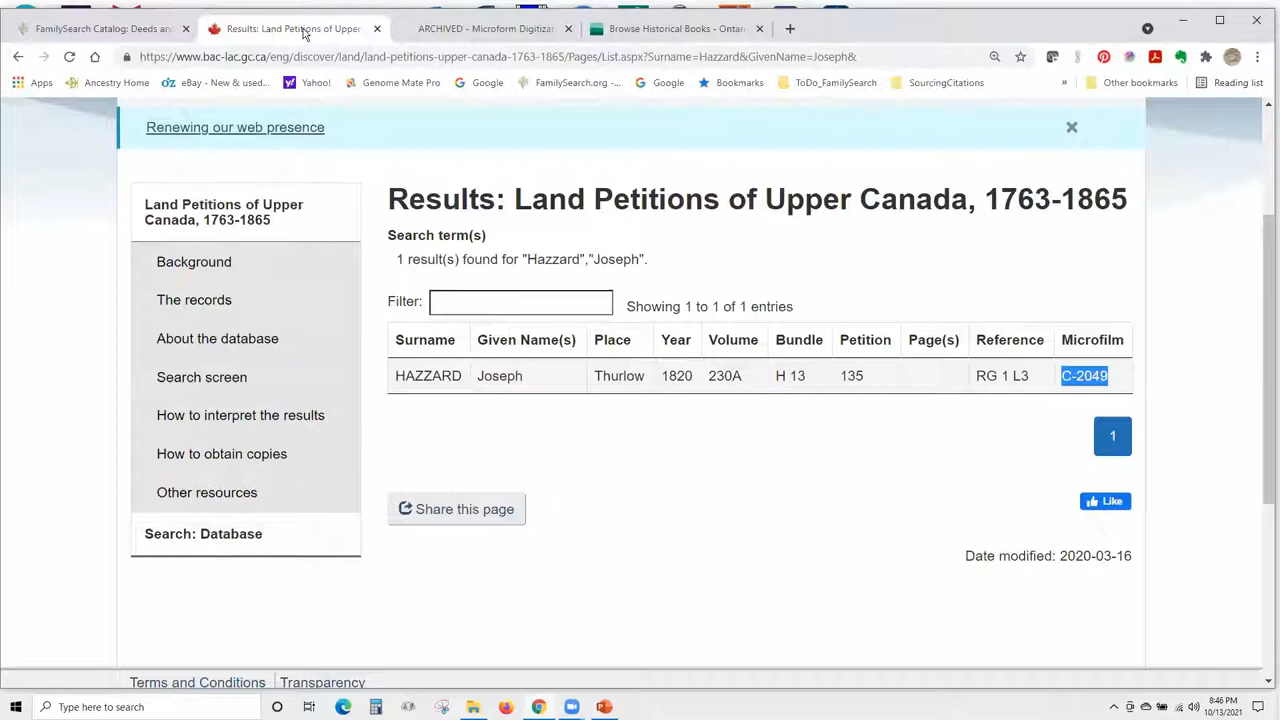 FamilySearch Catalog: Deeds an
Results: Land Petitions of Upper
ARCHIVED - Microform Digitizat
Browse Historical Books - Ontari
https://www.bac-lac.gc.ca/eng/discover/land/land-petitions-upper-canada-1763-1865/Pages/List.aspx?Surname=Hazzard&GivenName=Joseph&
Apps
Ancestry Home
eBay - New & used...
Yahoo!
Genome Mate Pro
Google
FamilySearch.org -...
Google
Bookmarks
ToDo_FamilySearch
SourcingCitations
»
Other bookmarks
Reading list
Renewing our web presence
Land Petitions of Upper
Canada, 1763-1865
Background
The records
About the database
Search screen
How to interpret the results
How to obtain copies
Other resources
Search: Database
Results: Land Petitions of Upper Canada, 1763-1865
Search term(s)
1 result(s) found for "Hazzard","Joseph".
Filter:
Showing 1 to 1 of 1 entries
Surname Given Name(s) Place Year Volume Bundle Petition Page(s) Reference Microfilm
HAZZARD Joseph Thurlow 1820 230A H 13 135 RG 1 L3 C-2049
1
Share this page
Like
Date modified: 2020-03-16
Terms and Conditions
Transparency
Type here to search
8:46 PM
10/13/2021